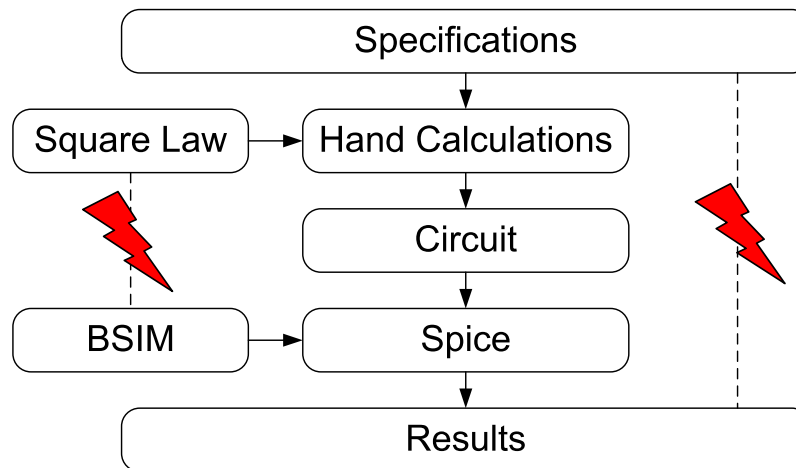 Specifications
Square Law
Hand Calculations
Circuit
BSIM
Spice
Results